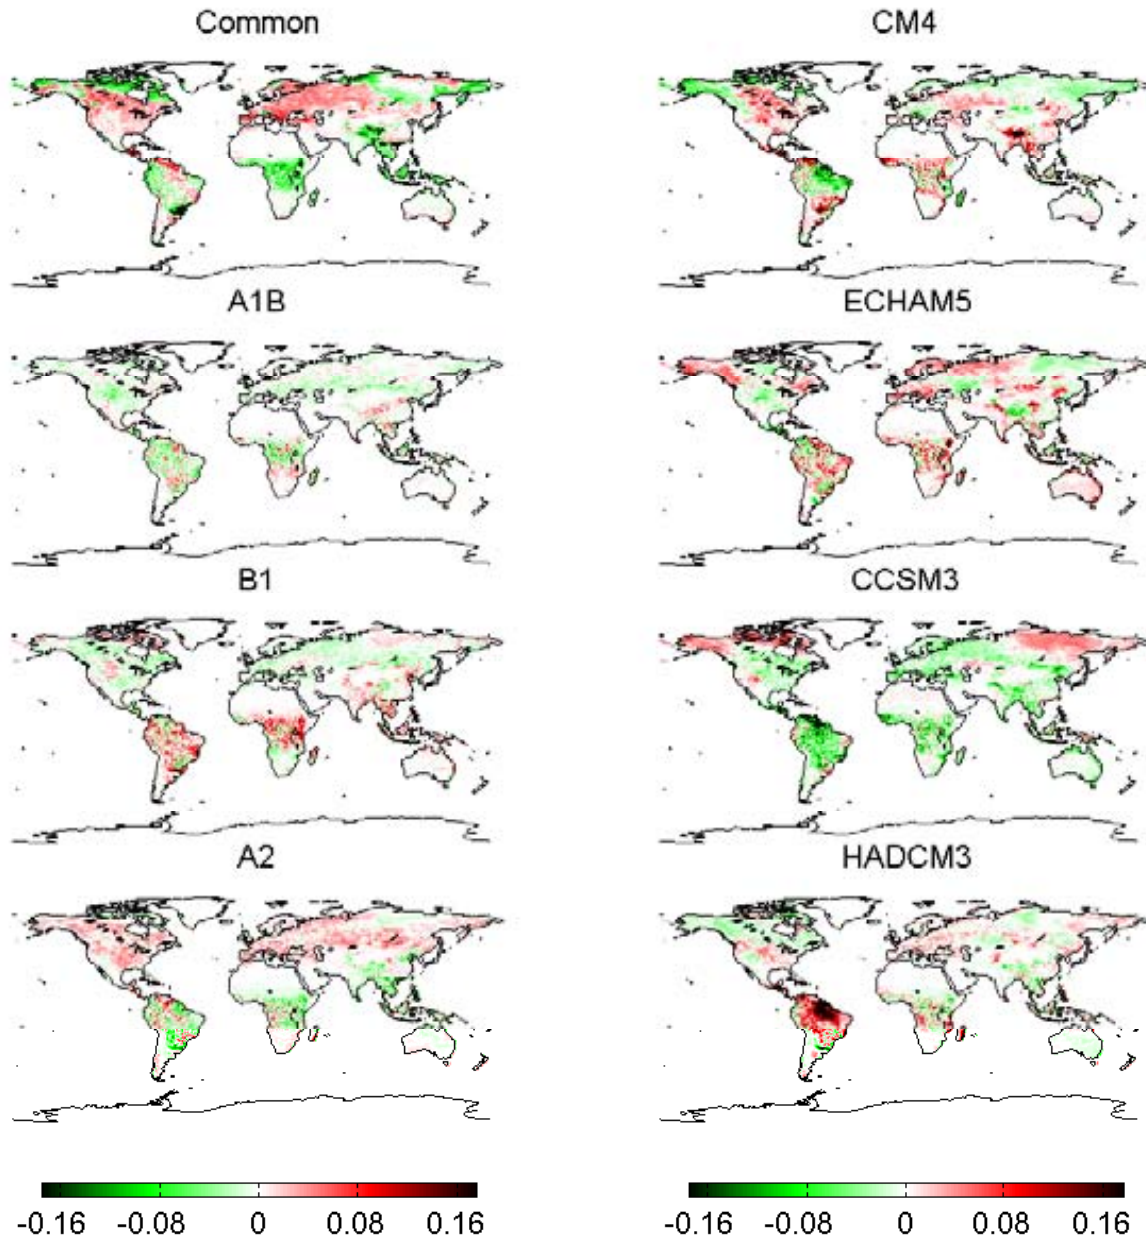 Common
CM4
A1B
ECHAM5
B1
CCSM3
A2
HADCM3
-0.16 -0.08 0 0.08 0.16
-0.16 -0.08 0 0.08 0.16